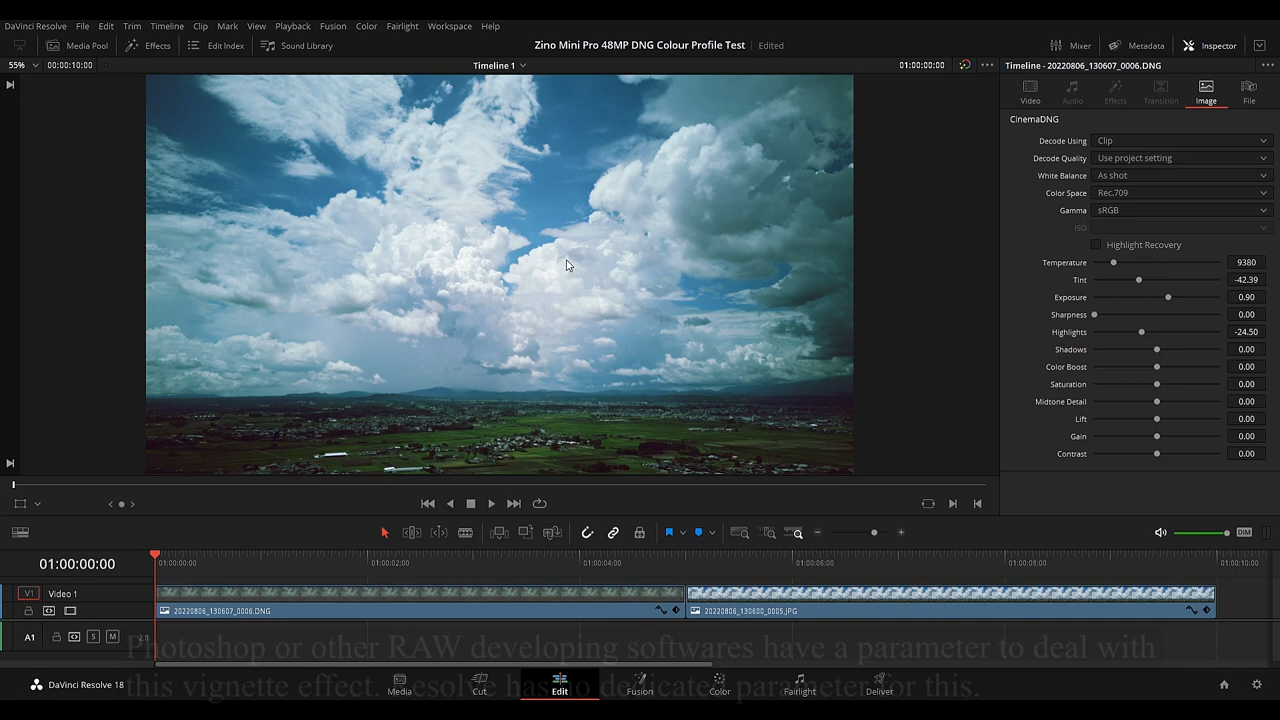 DaVinci Resolve File Edit Trim Timeline Clip Mark View Playback Fusion Color Fairlight Workspace Help
Media Pool Effects Edit Index Sound Library Zino Mini Pro 48MP DNG Colour Profile Test Edited Mixer Metadata Inspector
55% 00:00:10:00 Timeline 1 01:00:00:00 Timeline - 20220806_130607_0006.DNG
Video Audio Effects Transition Image File
CinemaDNG
Decode Using Clip
Decode Quality Use project setting
White Balance As shot
Color Space Rec.709
Gamma sRGB
ISO
Highlight Recovery
Temperature 9380
Tint -42.39
Exposure 0.90
Sharpness 0.00
Highlights -24.50
Shadows 0.00
Color Boost 0.00
Saturation 0.00
Midtone Detail 0.00
Lift 0.00
Gain 0.00
Contrast 0.00
DIM
01:00:00:00 01:00:00:00 01:00:02:00 01:00:04:00 01:00:06:00 01:00:08:00 01:00:10:00
V1 Video 1
20220806_130607_0006.DNG 20220806_130600_0005.JPG
A1 S M 2.0
Photoshop or other RAW developing softwares have a parameter to deal with
this vignette effect. Resolve has no dedicated parameter for this.
DaVinci Resolve 18 Media Cut Edit Fusion Color Fairlight Deliver